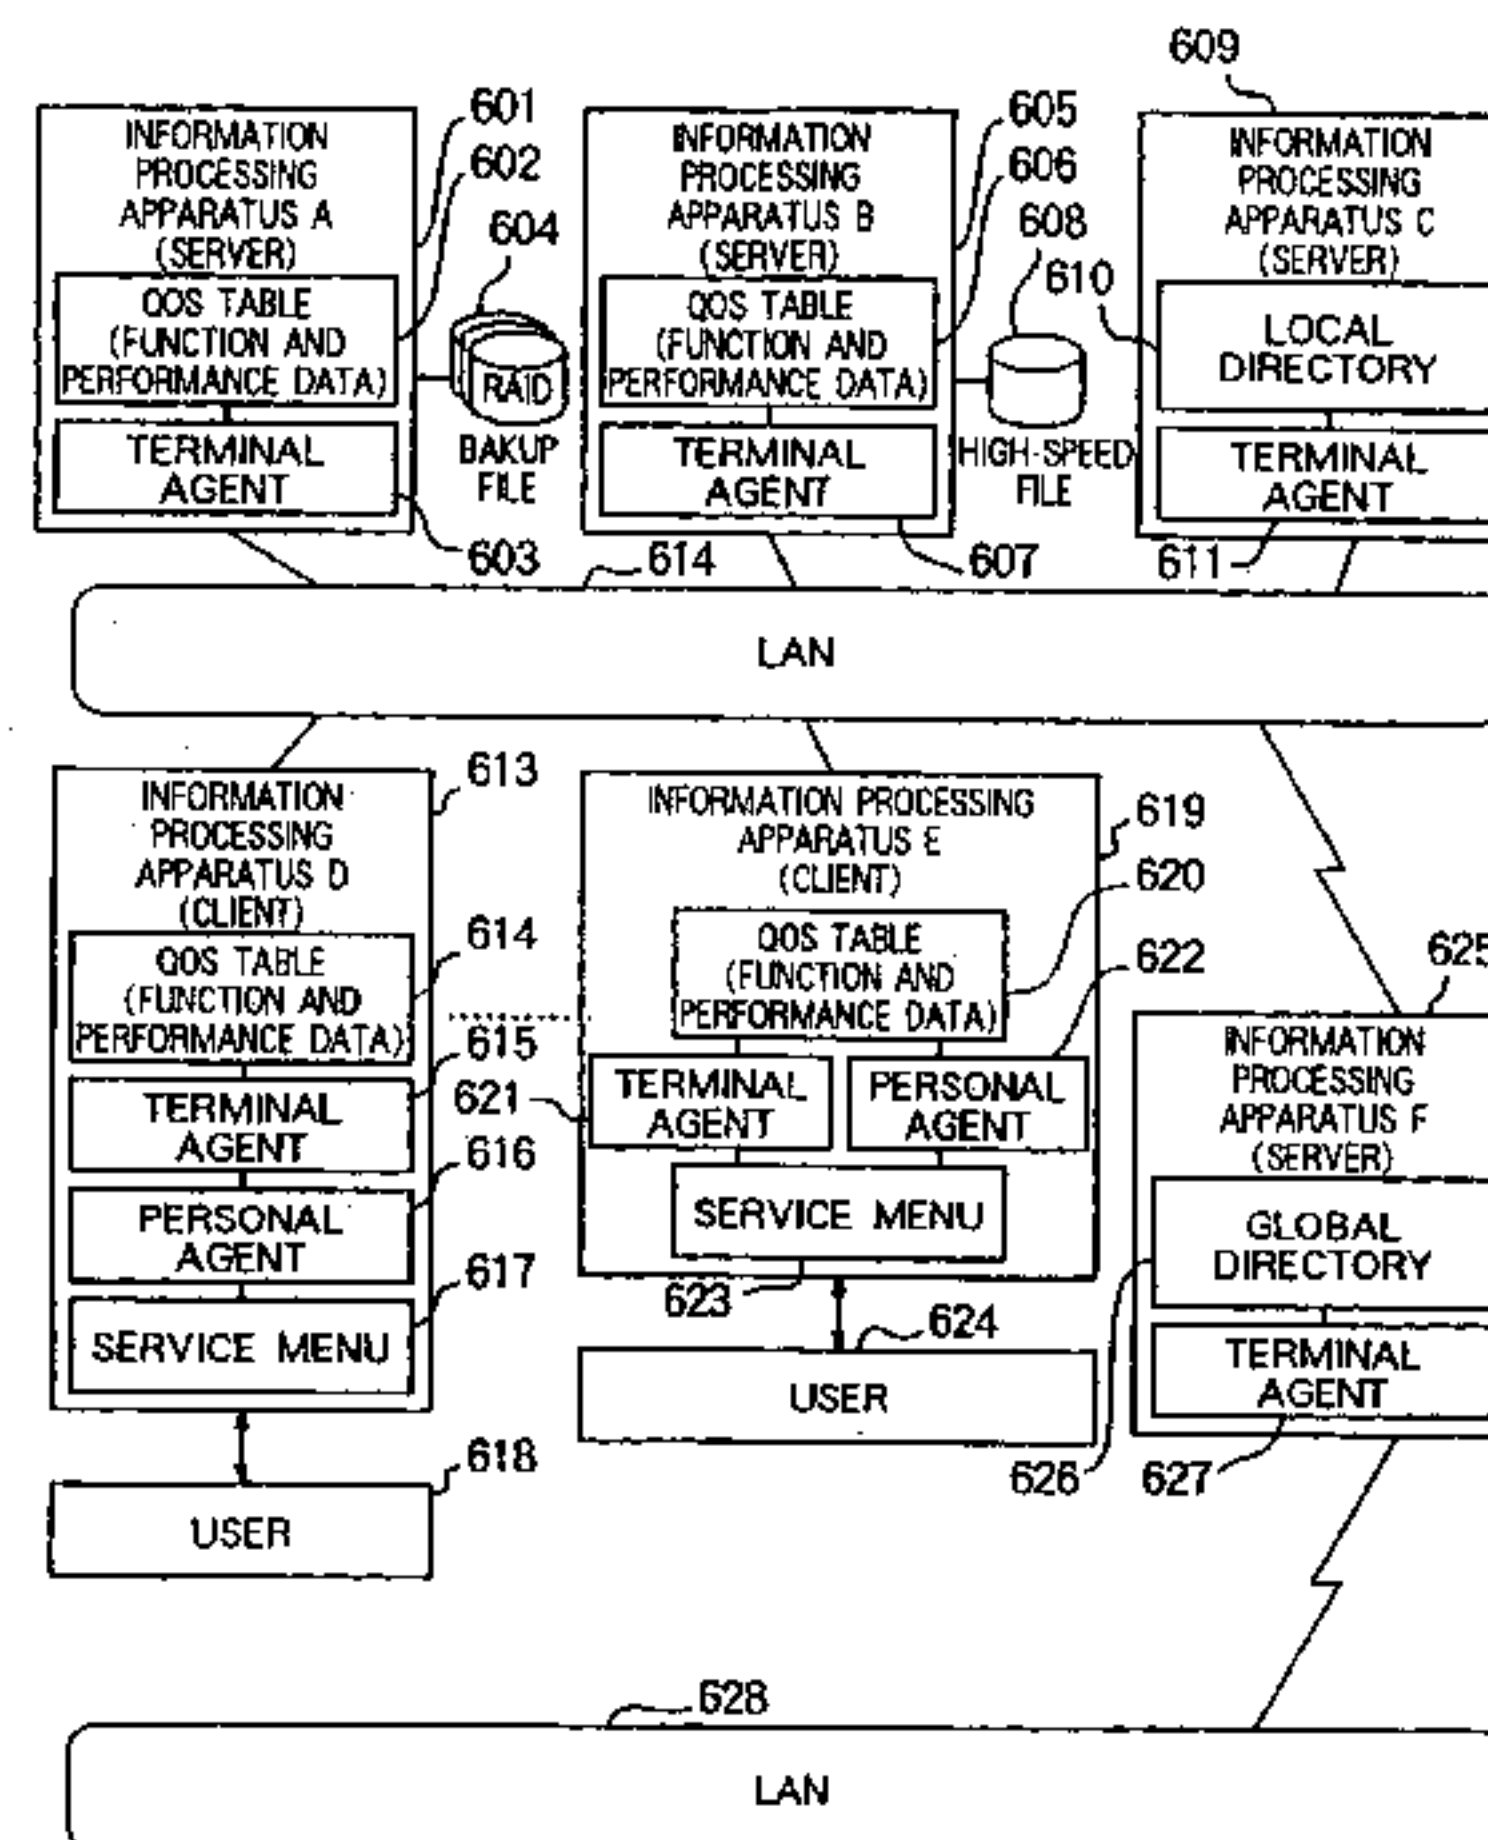 609
601
INFORMATION
PROCESSING
APPARATUS A
(SERVER)
602
604
QOS TABLE
(FUNCTION AND
PERFORMANCE DATA)
RAID
BAKUP
FILE
TERMINAL
AGENT
603
605
INFORMATION
PROCESSING
APPARATUS B
(SERVER)
606
608
QOS TABLE
(FUNCTION AND
PERFORMANCE DATA)
HIGH-SPEED
FILE
TERMINAL
AGENT
607
INFORMATION
PROCESSING
APPARATUS C
(SERVER)
610
LOCAL
DIRECTORY
TERMINAL
AGENT
611
614
LAN
613
INFORMATION
PROCESSING
APPARATUS D
(CLIENT)
614
QOS TABLE
(FUNCTION AND
PERFORMANCE DATA)
615
TERMINAL
AGENT
616
PERSONAL
AGENT
617
SERVICE MENU
618
USER
INFORMATION PROCESSING
APPARATUS E
(CLIENT)
619
620
QOS TABLE
(FUNCTION AND
PERFORMANCE DATA)
622
621
TERMINAL
AGENT
PERSONAL
AGENT
SERVICE MENU
623
624
USER
625
INFORMATION
PROCESSING
APPARATUS F
(SERVER)
GLOBAL
DIRECTORY
TERMINAL
AGENT
626
627
628
LAN